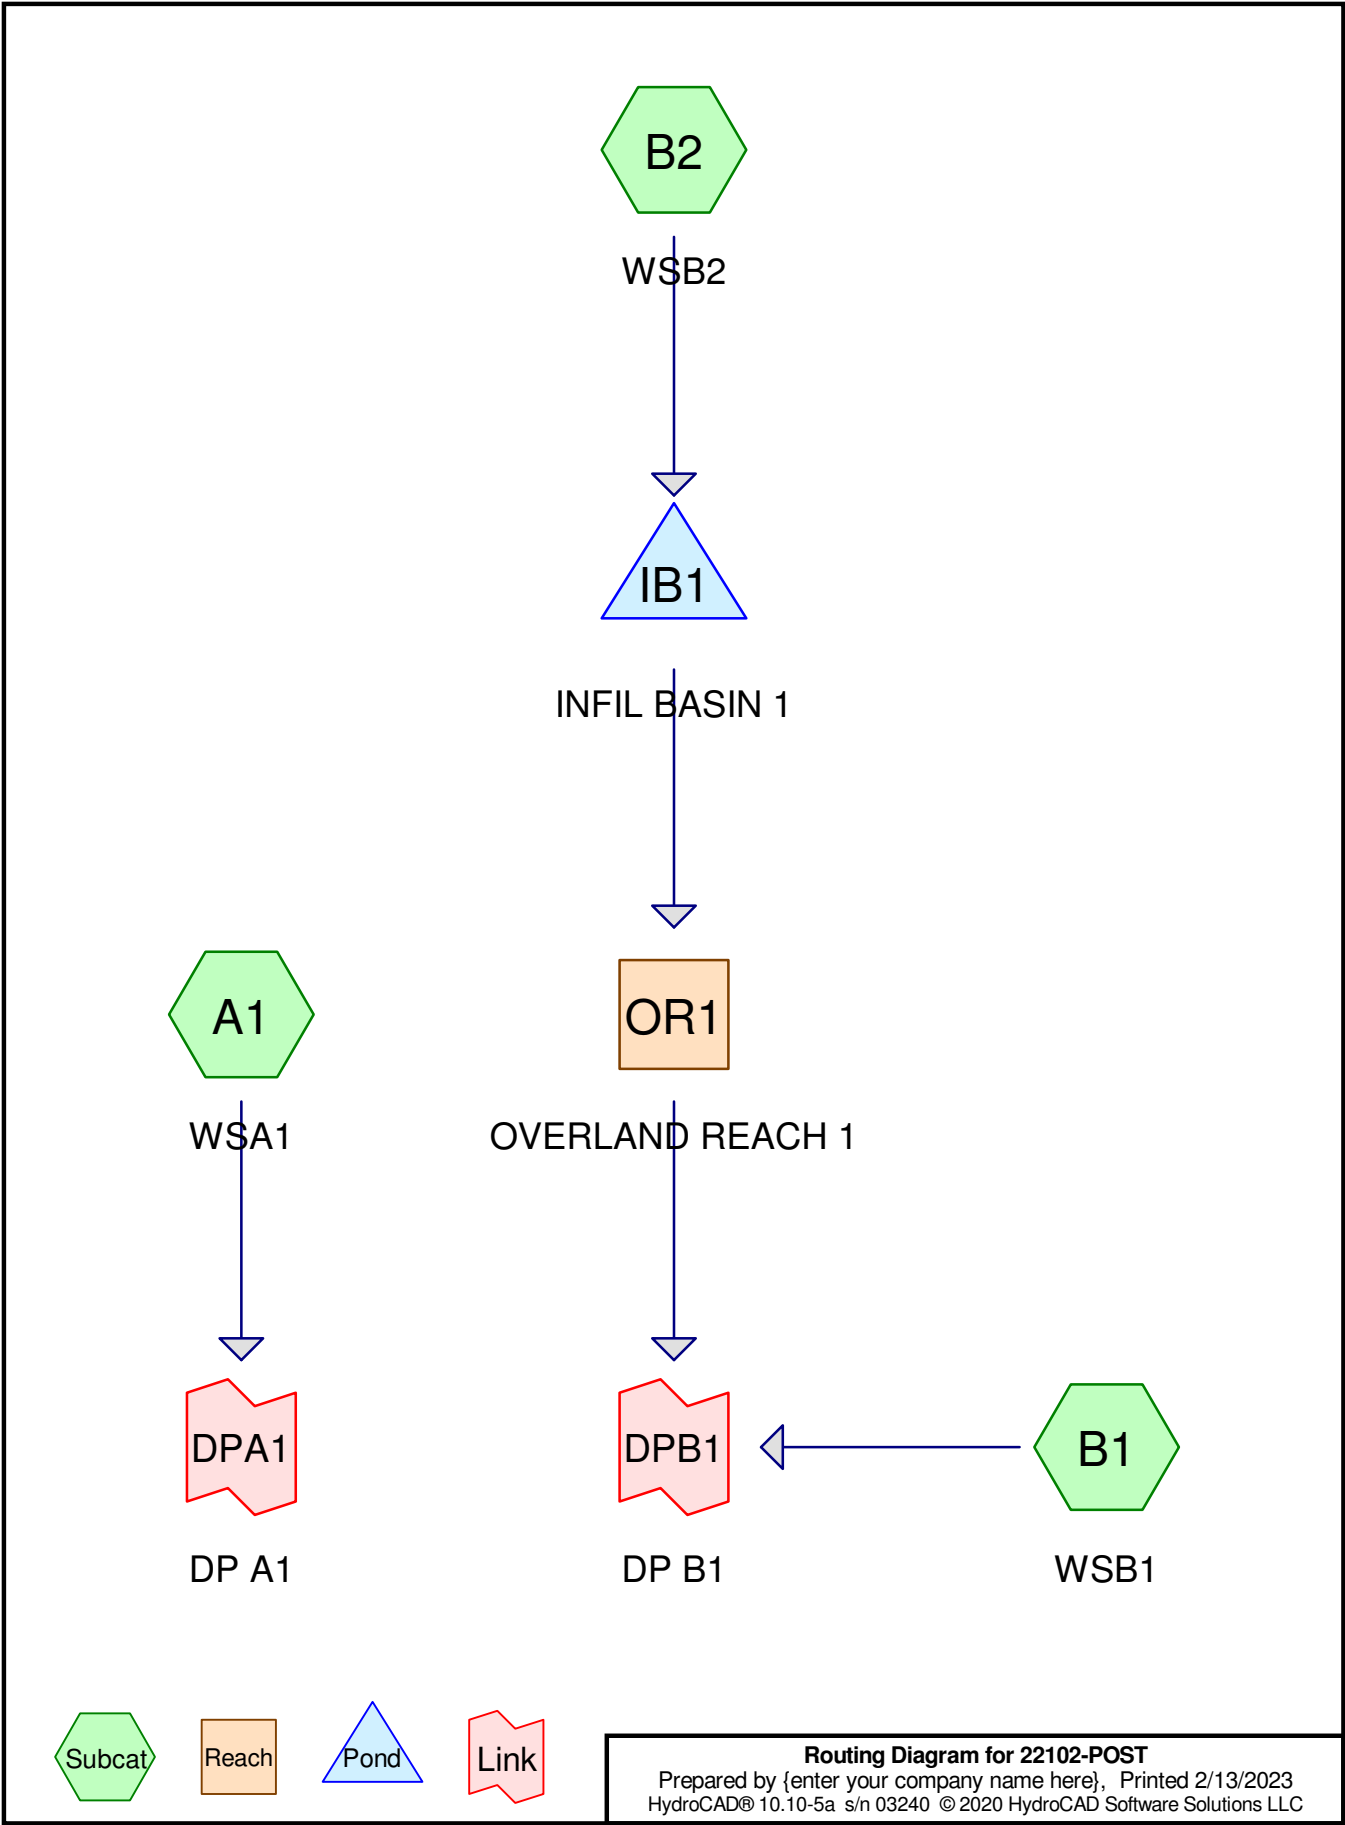 B2
WSB2
IB1
INFIL BASIN 1
A1
OR1
WSA1
OVERLAND REACH 1
DPA1
DPB1
B1
DP A1
DP B1
WSB1
Subcat
Reach
Pond
Link
Routing Diagram for 22102-POST
Prepared by {enter your company name here}, Printed 2/13/2023
HydroCAD® 10.10-5a s/n 03240 © 2020 HydroCAD Software Solutions LLC